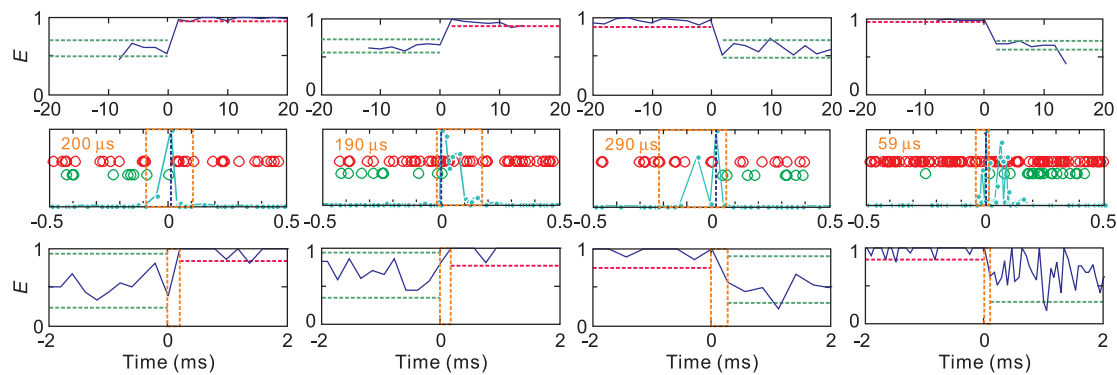 1 1 1 1
E
0 0 0 0
-20 -10 0 10 20 -20 -10 0 10 20 -20 -10 0 10 20 -20 -10 0 10 20
200 µs 190 µs 290 µs 59 µs
-0.5 0 0.5 -0.5 0 0.5 -0.5 0 0.5 -0.5 0 0.5
1 1 1 1
E
0 0 0 0
-2 0 2 -2 0 2 -2 0 2 -2 0 2
Time (ms) Time (ms) Time (ms) Time (ms)